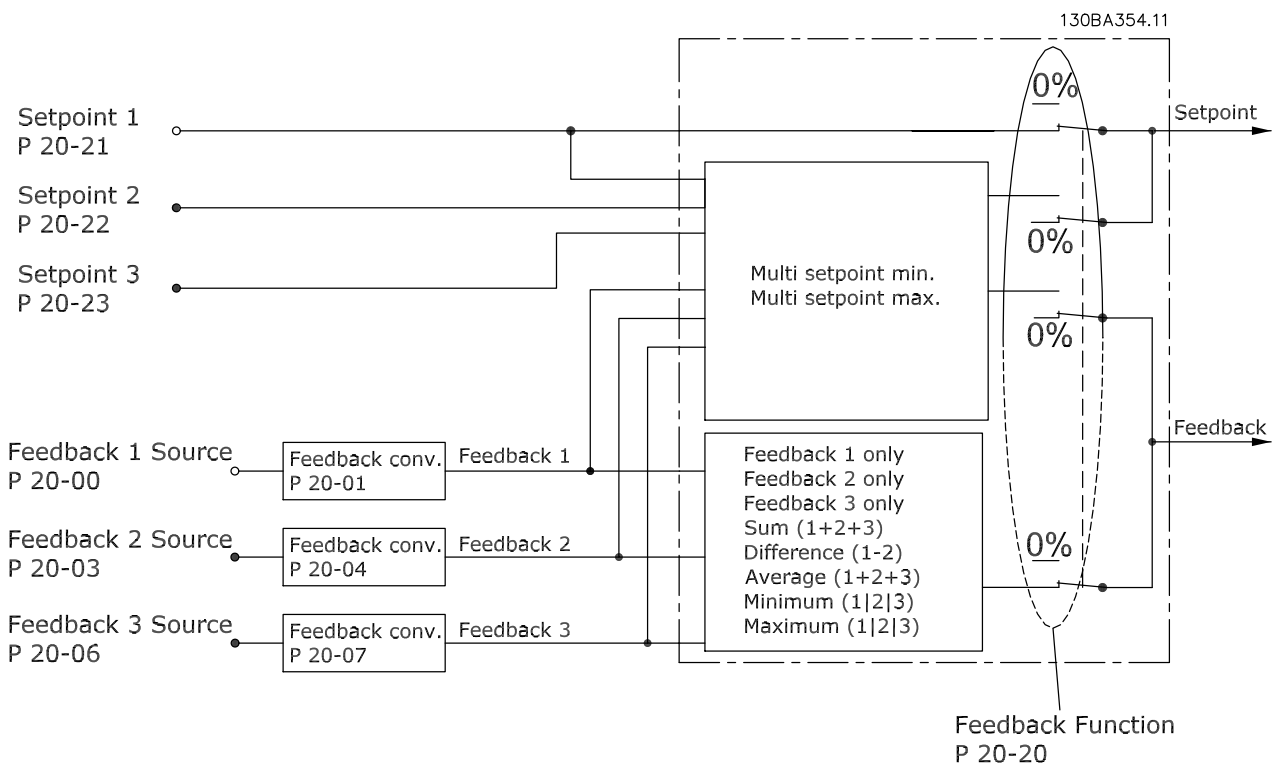 130BA354.11
0%
Setpoint 1
P 20-21
Setpoint
Setpoint 2
P 20-22
0%
Setpoint 3
P 20-23
Multi setpoint min.
Multi setpoint max.
0%
Feedback
Feedback 1 Source
P 20-00
Feedback conv.
P 20-01
Feedback 1
Feedback 2 Source
P 20-03
Feedback conv.
P 20-04
Feedback 2
Feedback 3 Source
P 20-06
Feedback conv.
P 20-07
Feedback 3
Feedback 1 only
Feedback 2 only
Feedback 3 only
Sum (1+2+3)
Difference (1-2)
Average (1+2+3)
Minimum (1|2|3)
Maximum (1|2|3)
0%
Feedback Function
P 20-20